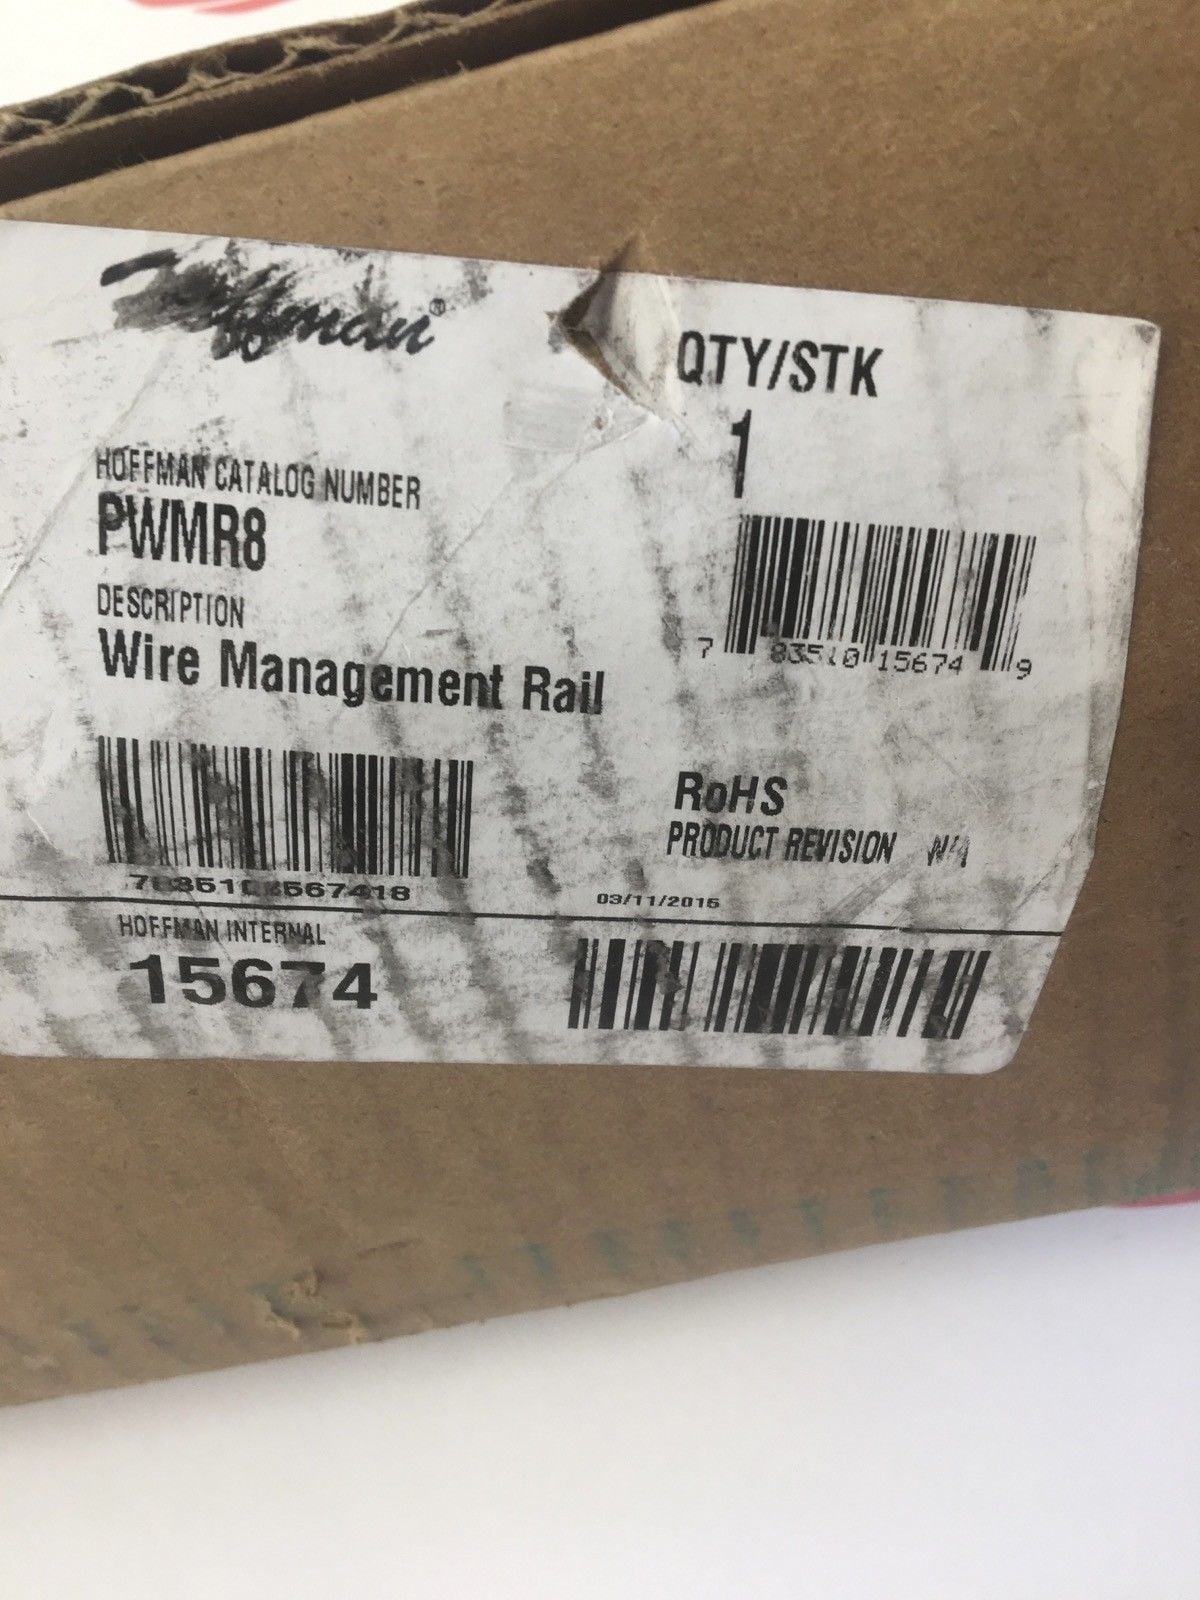 Hoffman®
QTY/STK
1
HOFFMAN CATALOG NUMBER
PWMR8
DESCRIPTION
Wire Management Rail
7 83510 15674 9
RoHS
PRODUCT REVISION
03/11/2016
HOFFMAN INTERNAL
15674